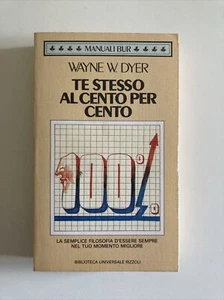 MANUALI BUR
WAYNE W. DYER
TE STESSO
AL CENTO PER
CENTO
100%
LA SEMPLICE FILOSOFIA D'ESSERE SEMPRE
NEL TUO MOMENTO MIGLIORE
BIBLIOTECA UNIVERSALE RIZZOLI